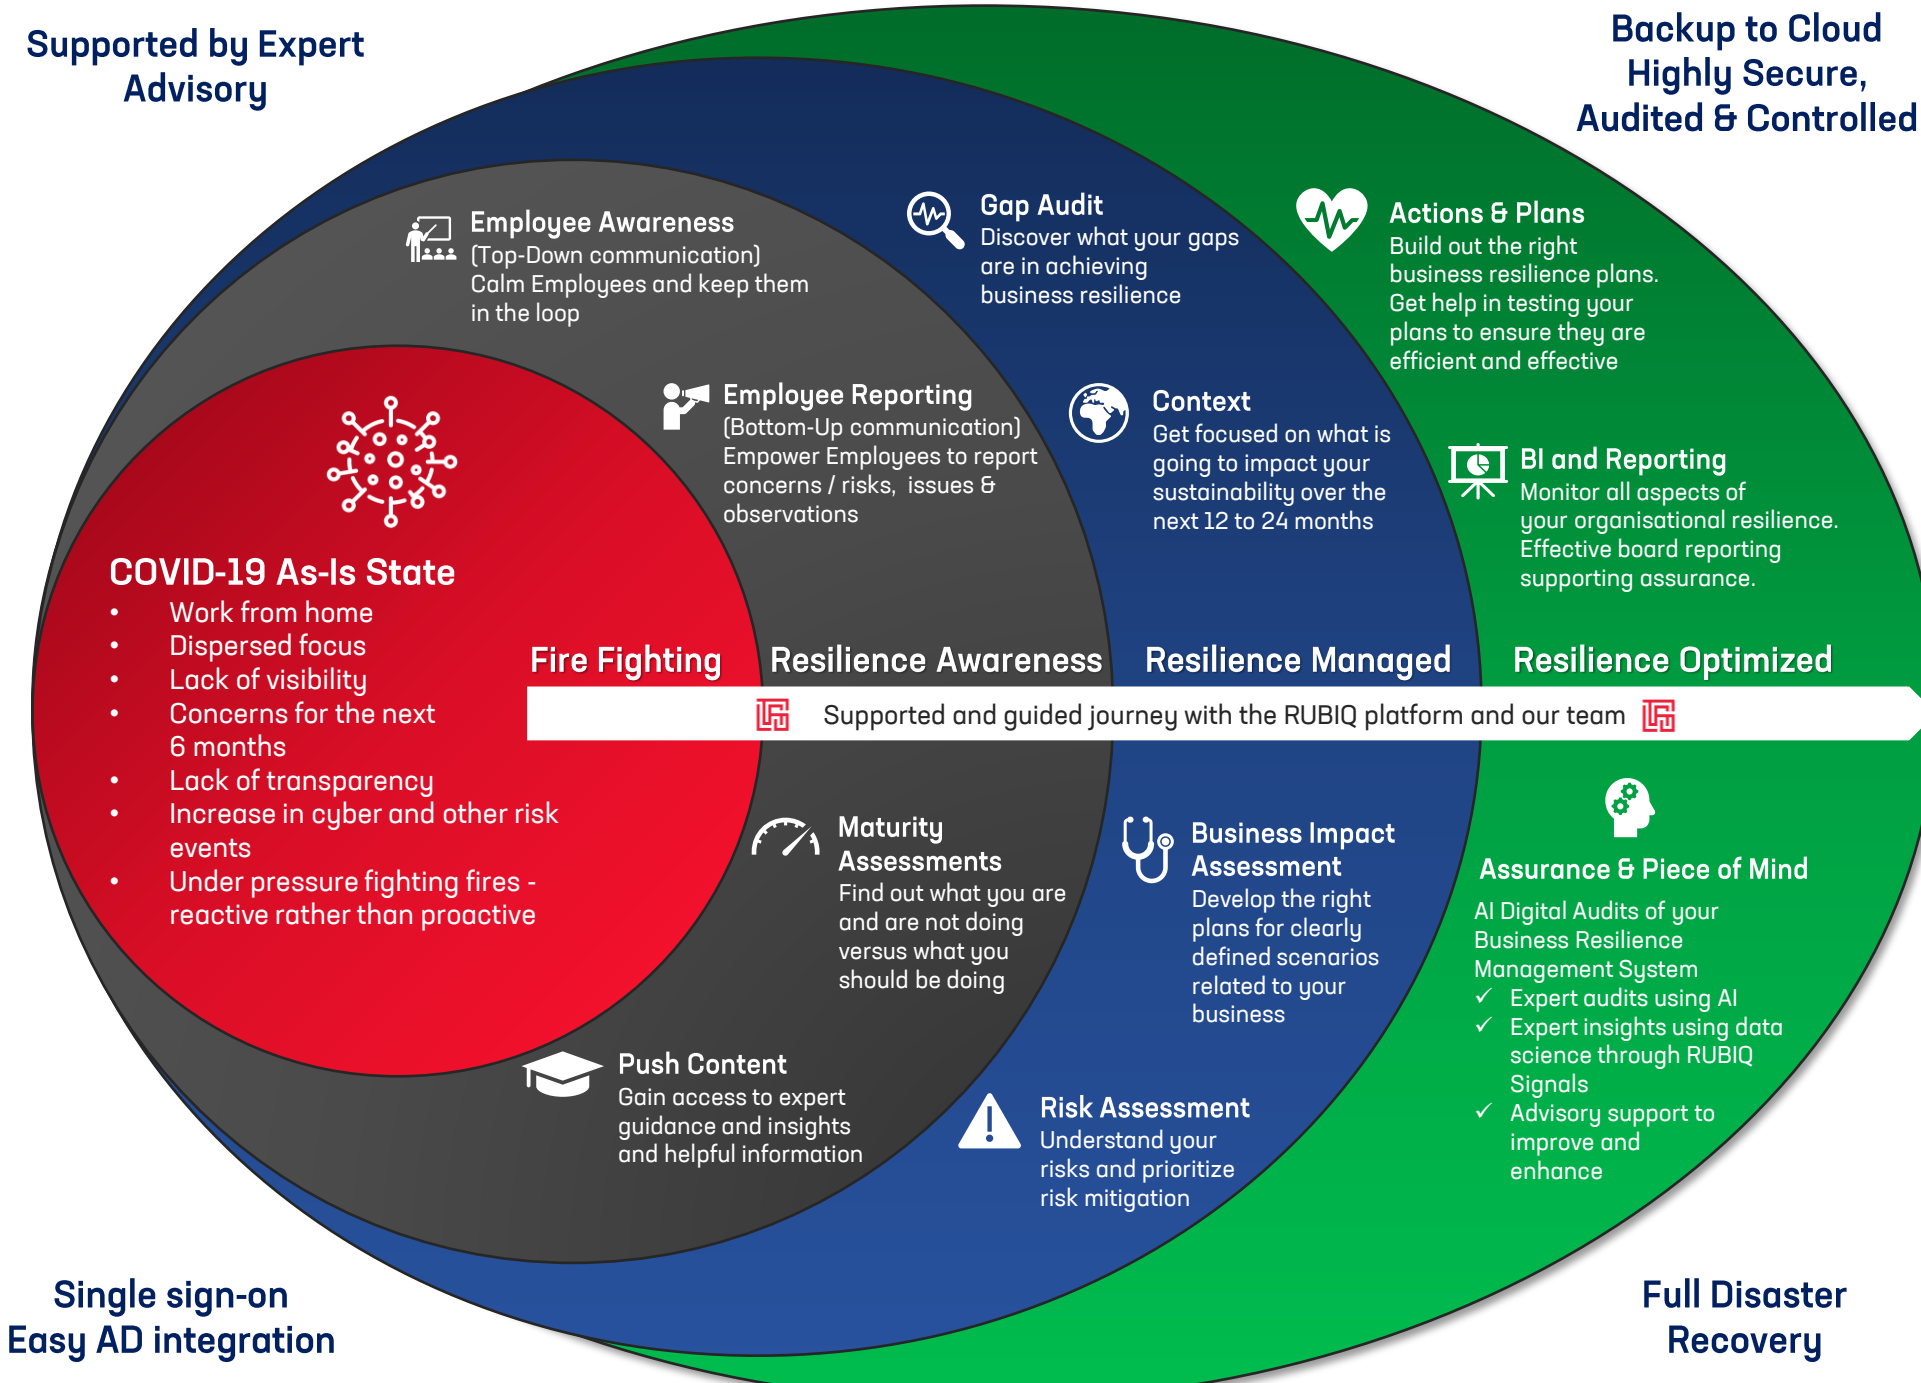 Supported by Expert
Advisory
Backup to Cloud
Highly Secure,
Audited & Controlled
Employee Awareness
(Top-Down communication)
Calm Employees and keep them
in the loop
Employee Reporting
(Bottom-Up communication)
Empower Employees to report
concerns / risks, issues &
observations
Gap Audit
Discover what your gaps
are in achieving
business resilience
Context
Get focused on what is
going to impact your
sustainability over the
next 12 to 24 months
Actions & Plans
Build out the right
business resilience plans.
Get help in testing your
plans to ensure they are
efficient and effective
BI and Reporting
Monitor all aspects of
your organisational resilience.
Effective board reporting
supporting assurance.
COVID-19 As-Is State
• Work from home
• Dispersed focus
• Lack of visibility
• Concerns for the next
6 months
• Lack of transparency
• Increase in cyber and other risk
events
• Under pressure fighting fires -
reactive rather than proactive
Fire Fighting
Resilience Awareness
Resilience Managed
Resilience Optimized
Supported and guided journey with the RUBIQ platform and our team
Maturity
Assessments
Find out what you are
and are not doing
versus what you
should be doing
Push Content
Gain access to expert
guidance and insights
and helpful information
Business Impact
Assessment
Develop the right
plans for clearly
defined scenarios
related to your
business
Risk Assessment
Understand your
risks and prioritize
risk mitigation
Assurance & Piece of Mind
AI Digital Audits of your
Business Resilience
Management System
✓ Expert audits using AI
✓ Expert insights using data
science through RUBIQ
Signals
✓ Advisory support to
improve and
enhance
Single sign-on
Easy AD integration
Full Disaster
Recovery